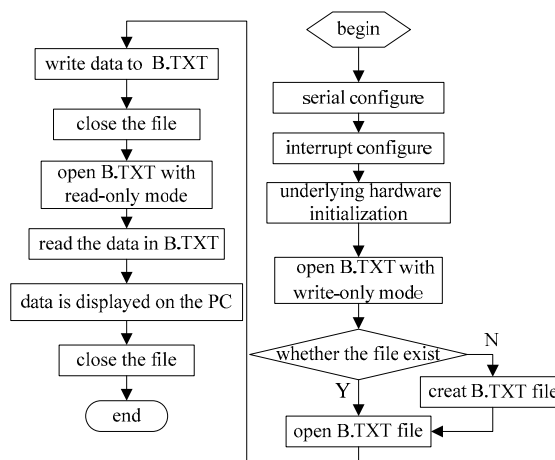 begin
serial configure
interrupt configure
underlying hardware
initialization
open B.TXT with
write-only mode
whether the file exist
N
Y
creat B.TXT file
open B.TXT file
write data to B.TXT
close the file
open B.TXT with
read-only mode
read the data in B.TXT
data is displayed on the PC
close the file
end